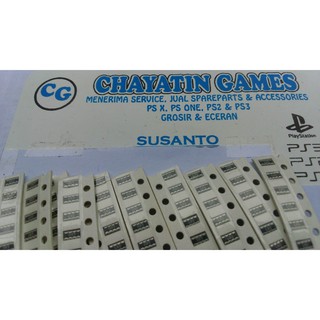 CG
CHAYATIN GAMES
MENERIMA SERVICE, JUAL SPAREPARTS & ACCESSORIES
PS X, PS ONE, PS2 & PS3
GROSIR & ECERAN
SUSANTO
PlayStation
PS3